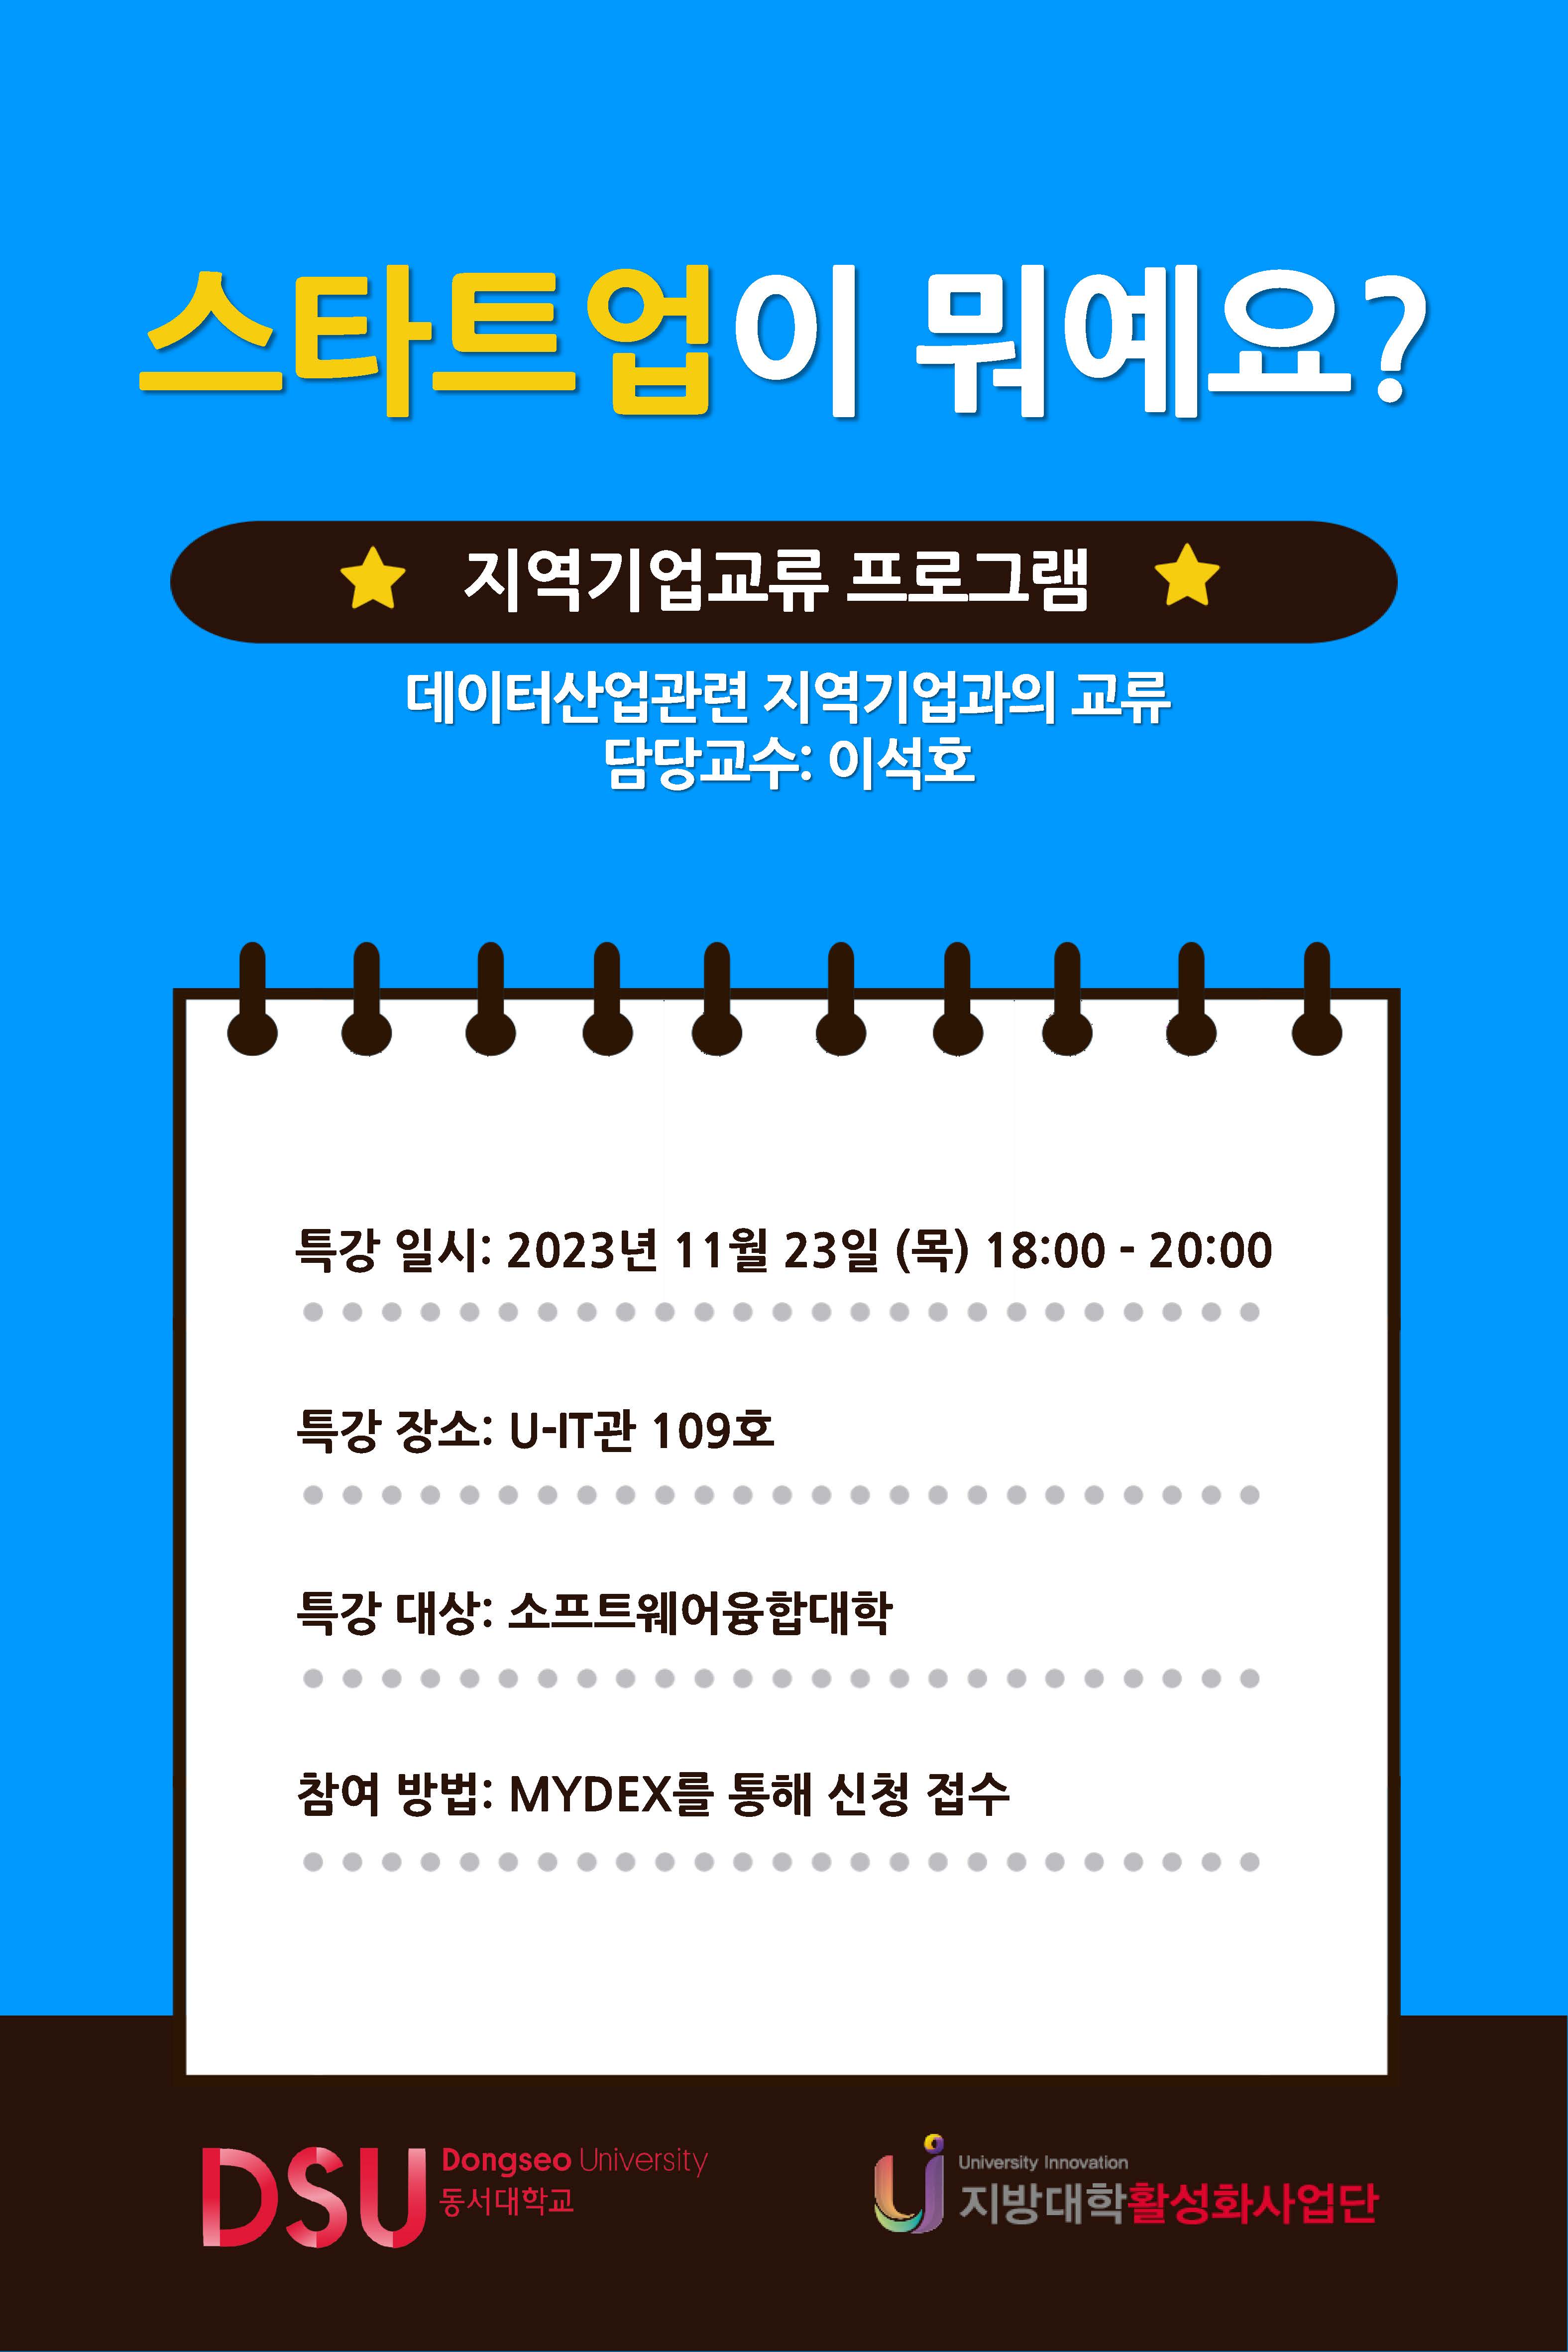 스타트업이 뭐예요?
지역기업교류 프로그램
데이터산업관련 지역기업과의 교류
담당교수: 이석호
특강 일시: 2023년 11월 23일 (목) 18:00 - 20:00
특강 장소: U-IT관 109호
특강 대상: 소프트웨어융합대학
참여 방법: MYDEX를 통해 신청 접수
DSU Dongseo University
동서대학교
University Innovation
지방대학활성화사업단